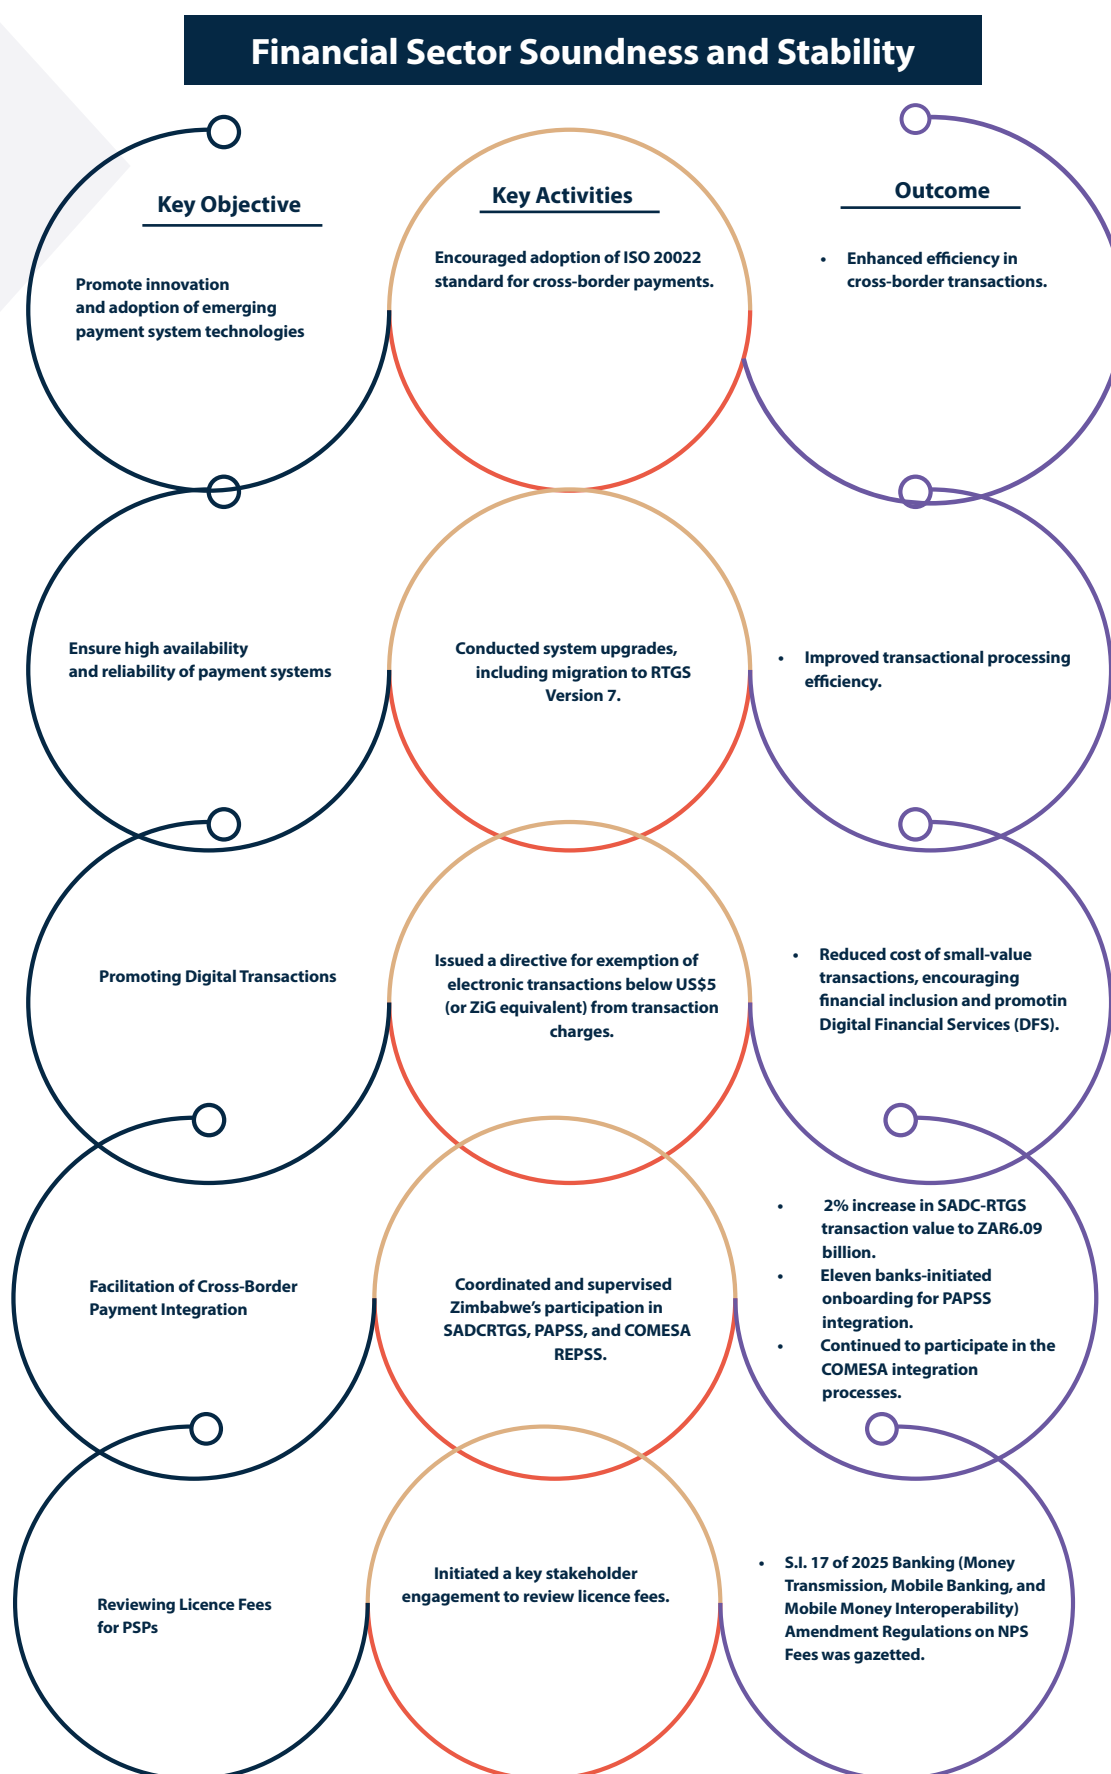 Financial Sector Soundness and Stability
Key Objective
Key Activities
Outcome
Promote innovation
and adoption of emerging
payment system technologies
Encouraged adoption of ISO 20022
standard for cross-border payments.
• Enhanced efficiency in
cross-border transactions.
Ensure high availability
and reliability of payment systems
Conducted system upgrades,
including migration to RTGS
Version 7.
• Improved transactional processing
efficiency.
Promoting Digital Transactions
Issued a directive for exemption of
electronic transactions below US$5
(or ZiG equivalent) from transaction
charges.
• Reduced cost of small-value
transactions, encouraging
financial inclusion and promotin
Digital Financial Services (DFS).
Facilitation of Cross-Border
Payment Integration
Coordinated and supervised
Zimbabwe’s participation in
SADCRTGS, PAPSS, and COMESA
REPSS.
• 2% increase in SADC-RTGS
transaction value to ZAR6.09
billion.
• Eleven banks-initiated
onboarding for PAPSS
integration.
• Continued to participate in the
COMESA integration
processes.
Reviewing Licence Fees
for PSPs
Initiated a key stakeholder
engagement to review licence fees.
• S.I. 17 of 2025 Banking (Money
Transmission, Mobile Banking, and
Mobile Money Interoperability)
Amendment Regulations on NPS
Fees was gazetted.